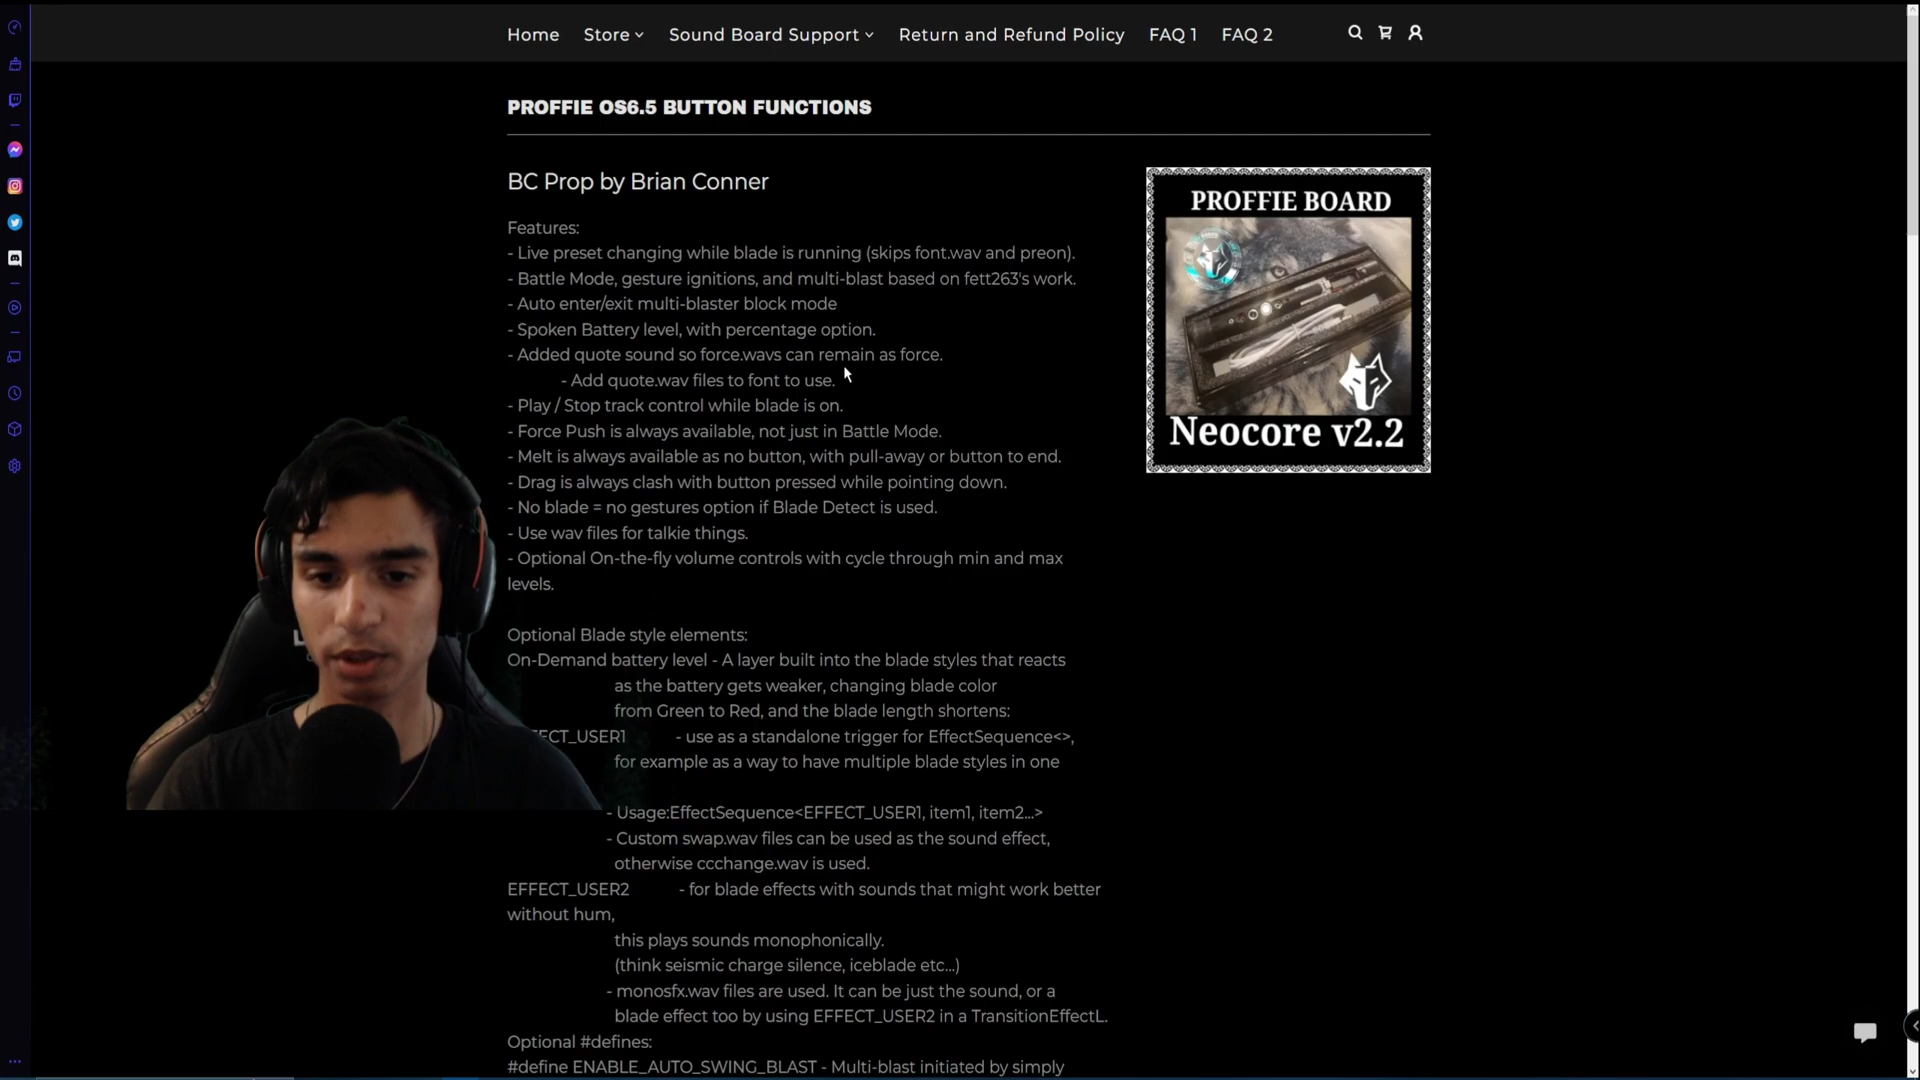 Home Store Sound Board Support Return and Refund Policy FAQ 1 FAQ 2
PROFFIE OS6.5 BUTTON FUNCTIONS
BC Prop by Brian Conner
Features:
- Live preset changing while blade is running (skips font.wav and preon).
- Battle Mode, gesture ignitions, and multi-blast based on fett263's work.
- Auto enter/exit multi-blaster block mode
- Spoken Battery level, with percentage option.
- Added quote sound so force.wavs can remain as force.
- Add quote.wav files to font to use.
- Play / Stop track control while blade is on.
- Force Push is always available, not just in Battle Mode.
- Melt is always available as no button, with pull-away or button to end.
- Drag is always clash with button pressed while pointing down.
- No blade = no gestures option if Blade Detect is used.
- Use wav files for talkie things.
- Optional On-the-fly volume controls with cycle through min and max
levels.
Optional Blade style elements:
On-Demand battery level - A layer built into the blade styles that reacts
as the battery gets weaker, changing blade color
from Green to Red, and the blade length shortens:
ECT_USER1 - use as a standalone trigger for EffectSequence<>,
for example as a way to have multiple blade styles in one
- Usage:EffectSequence<EFFECT_USER1, item1, item2...>
- Custom swap.wav files can be used as the sound effect,
otherwise ccchange.wav is used.
EFFECT_USER2 - for blade effects with sounds that might work better
without hum,
this plays sounds monophonically.
(think seismic charge silence, iceblade etc...)
- monosfx.wav files are used. It can be just the sound, or a
blade effect too by using EFFECT_USER2 in a TransitionEffectL.
Optional #defines:
#define ENABLE_AUTO_SWING_BLAST - Multi-blast initiated by simply
PROFFIE BOARD
Neocore v2.2